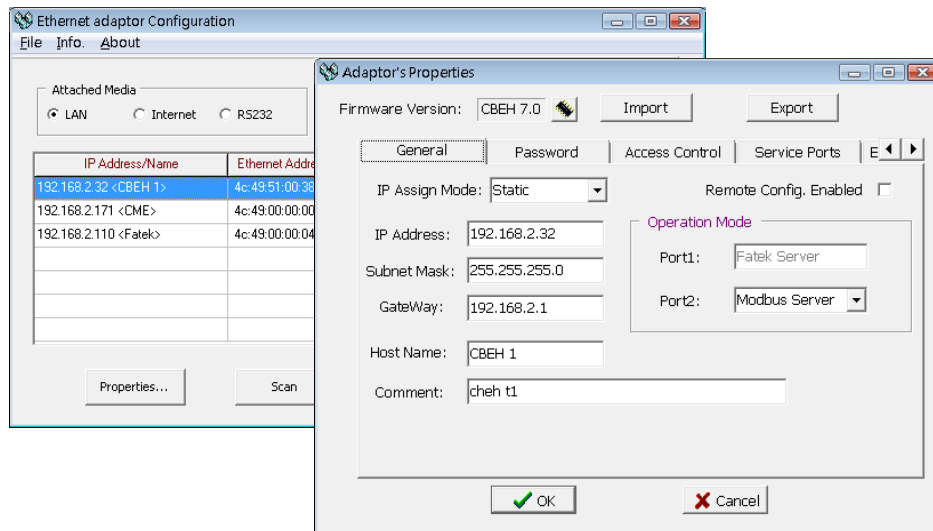 Ethernet adaptor Configuration
File Info. About
Attached Media
LAN Internet RS232
IP Address/Name Ethernet Addre
192.168.2.32 <CBEH 1> 4c:49:51:00:38
192.168.2.171 <CME> 4c:49:00:00:00
192.168.2.110 <Fatek> 4c:49:00:00:04
Properties... Scan
Adaptor's Properties
Firmware Version: CBEH 7.0 Import Export
General Password Access Control Service Ports E
IP Assign Mode: Static Remote Config. Enabled
Operation Mode
IP Address: 192.168.2.32
Port1: Fatek Server
Subnet Mask: 255.255.255.0
Port2: Modbus Server
GateWay: 192.168.2.1
Host Name: CBEH 1
Comment: cheh t1
OK Cancel